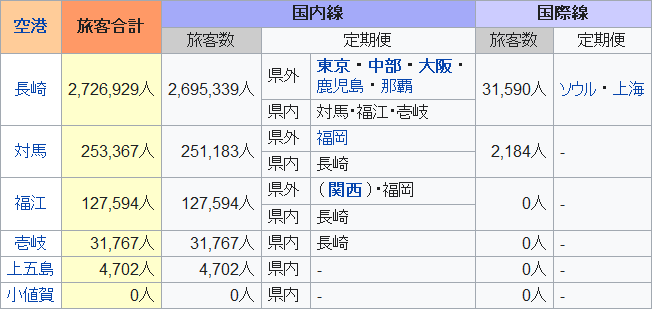 空港 旅客合計 国内線 国際線
旅客数 定期便 旅客数 定期便
長崎 2,726,929人 2,695,339人 県外 東京・中部・大阪・
鹿児島・那覇 31,590人 ソウル・上海
県内 対馬・福江・壱岐
対馬 253,367人 251,183人 県外 福岡 2,184人 -
県内 長崎
福江 127,594人 127,594人 県外 (関西)・福岡 0人 -
県内 長崎
壱岐 31,767人 31,767人 県内 長崎 0人 -
上五島 4,702人 4,702人 県内 - 0人 -
小値賀 0人 0人 県内 - 0人 -